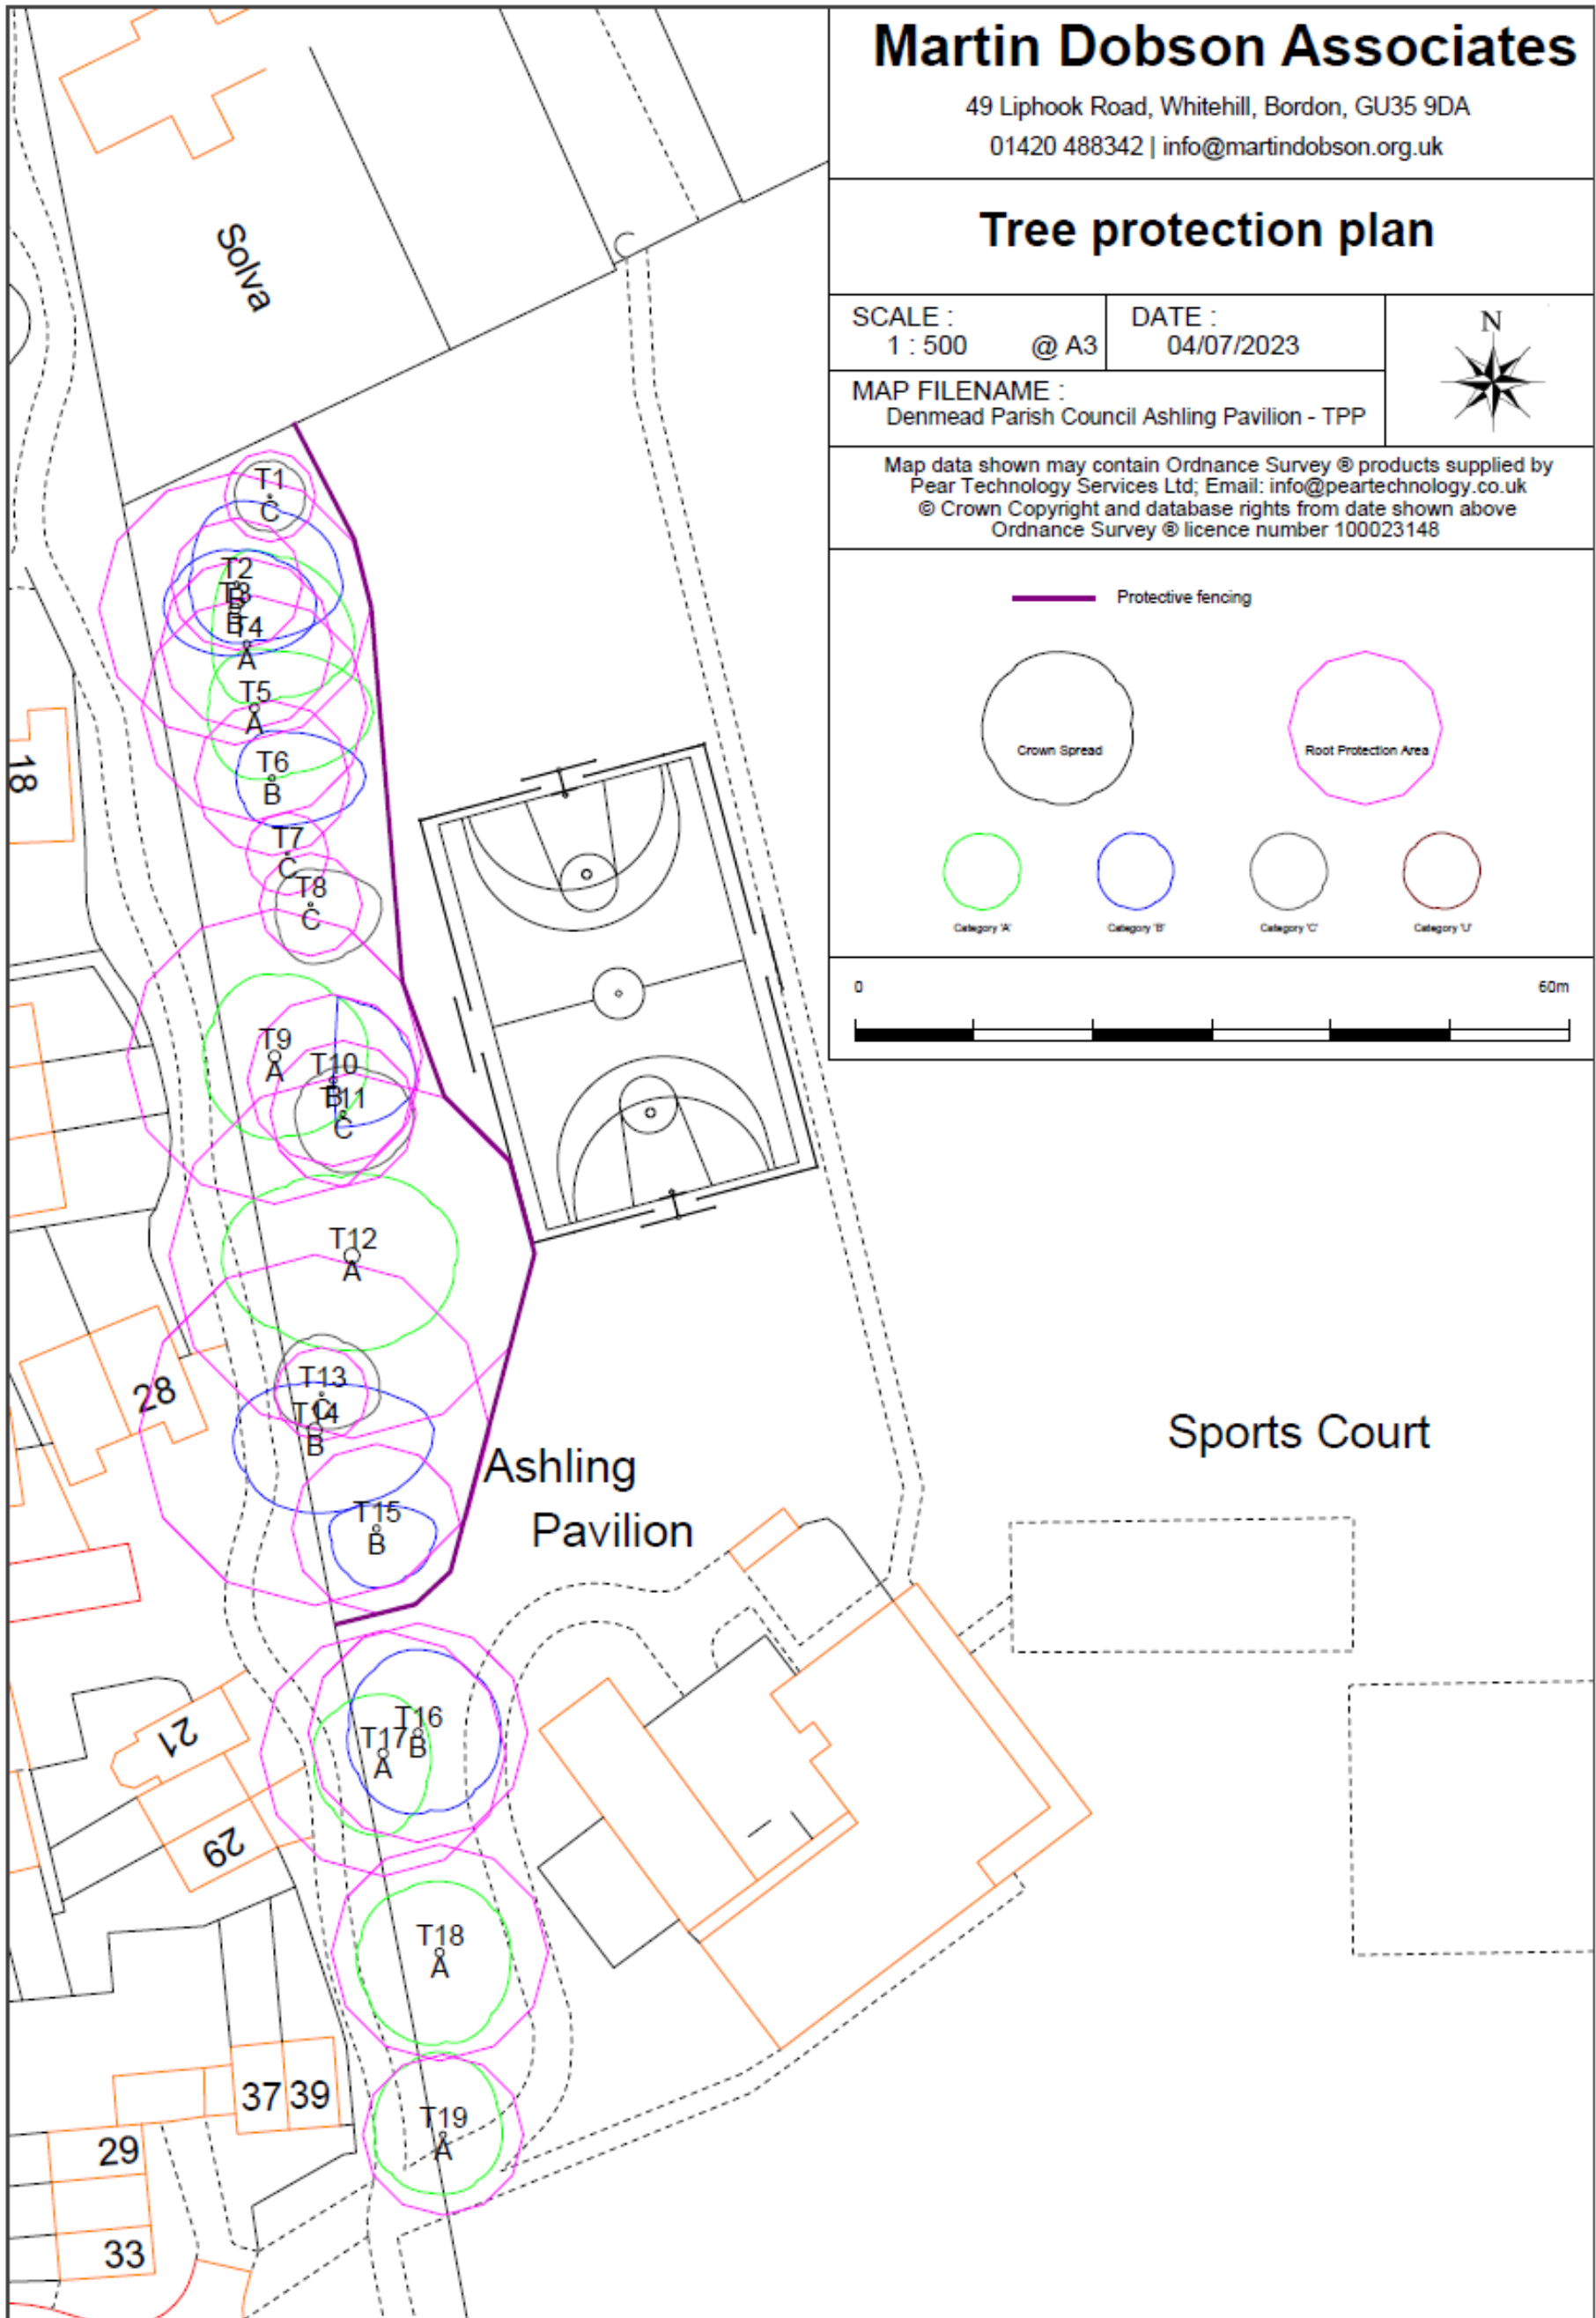 Martin Dobson Associates
49 Liphook Road, Whitehill, Bordon, GU35 9DA
01420 488342 | info@martindobson.org.uk
Tree protection plan
SCALE :
1 : 500 @ A3
DATE :
04/07/2023
N
MAP FILENAME :
Denmead Parish Council Ashling Pavilion - TPP
Map data shown may contain Ordnance Survey ® products supplied by
Pear Technology Services Ltd; Email: info@peartechnology.co.uk
© Crown Copyright and database rights from date shown above
Ordnance Survey ® licence number 100023148
Protective fencing
Crown Spread
Root Protection Area
Category 'A'
Category 'B'
Category 'C'
Category 'U'
0
60m
Solva
T1
C
T2
B
T3
B
T4
A
T5
A
T6
B
18
T7
C
T8
C
T9
A
T10
B
T11
C
T12
A
T13
C
28
T14
B
T15
B
Ashling
Pavilion
Sports Court
T16
B
T17
A
21
29
T18
A
37
39
T19
A
29
33